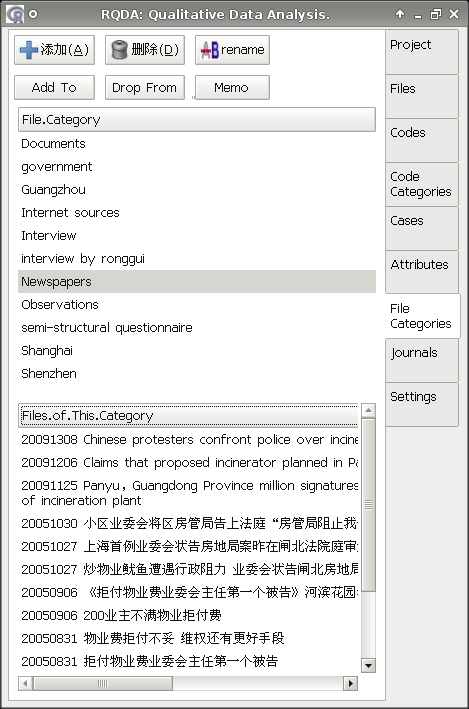 RQDA: Qualitative Data Analysis.
添加(A)
删除(D)
rename
Add To
Drop From
Memo
File.Category
Documents
government
Guangzhou
Internet sources
Interview
interview by ronggui
Newspapers
Observations
semi-structural questionnaire
Shanghai
Shenzhen
Files.of.This.Category
20091308 Chinese protesters confront police over incine
20091206 Claims that proposed incinerator planned in Pa
20091125 Panyu, Guangdong Province million signatures
of incineration plant
20051030 小区业委会将区房管局告上法庭“房管局阻止我
20051027 上海首例业委会状告房地局案昨在闸北法院庭审
20051027 炒物业鱿鱼遭遇行政阻力 业委会状告闸北房地局
20050906 《拒付物业费业委会主任第一个被告》河滨花园
20050906 200业主不满物业拒付费
20050831 物业费拒付不妥 维权还有更好手段
20050831 拒付物业费业委会主任第一个被告
Project
Files
Codes
Code
Categories
Cases
Attributes
File
Categories
Journals
Settings